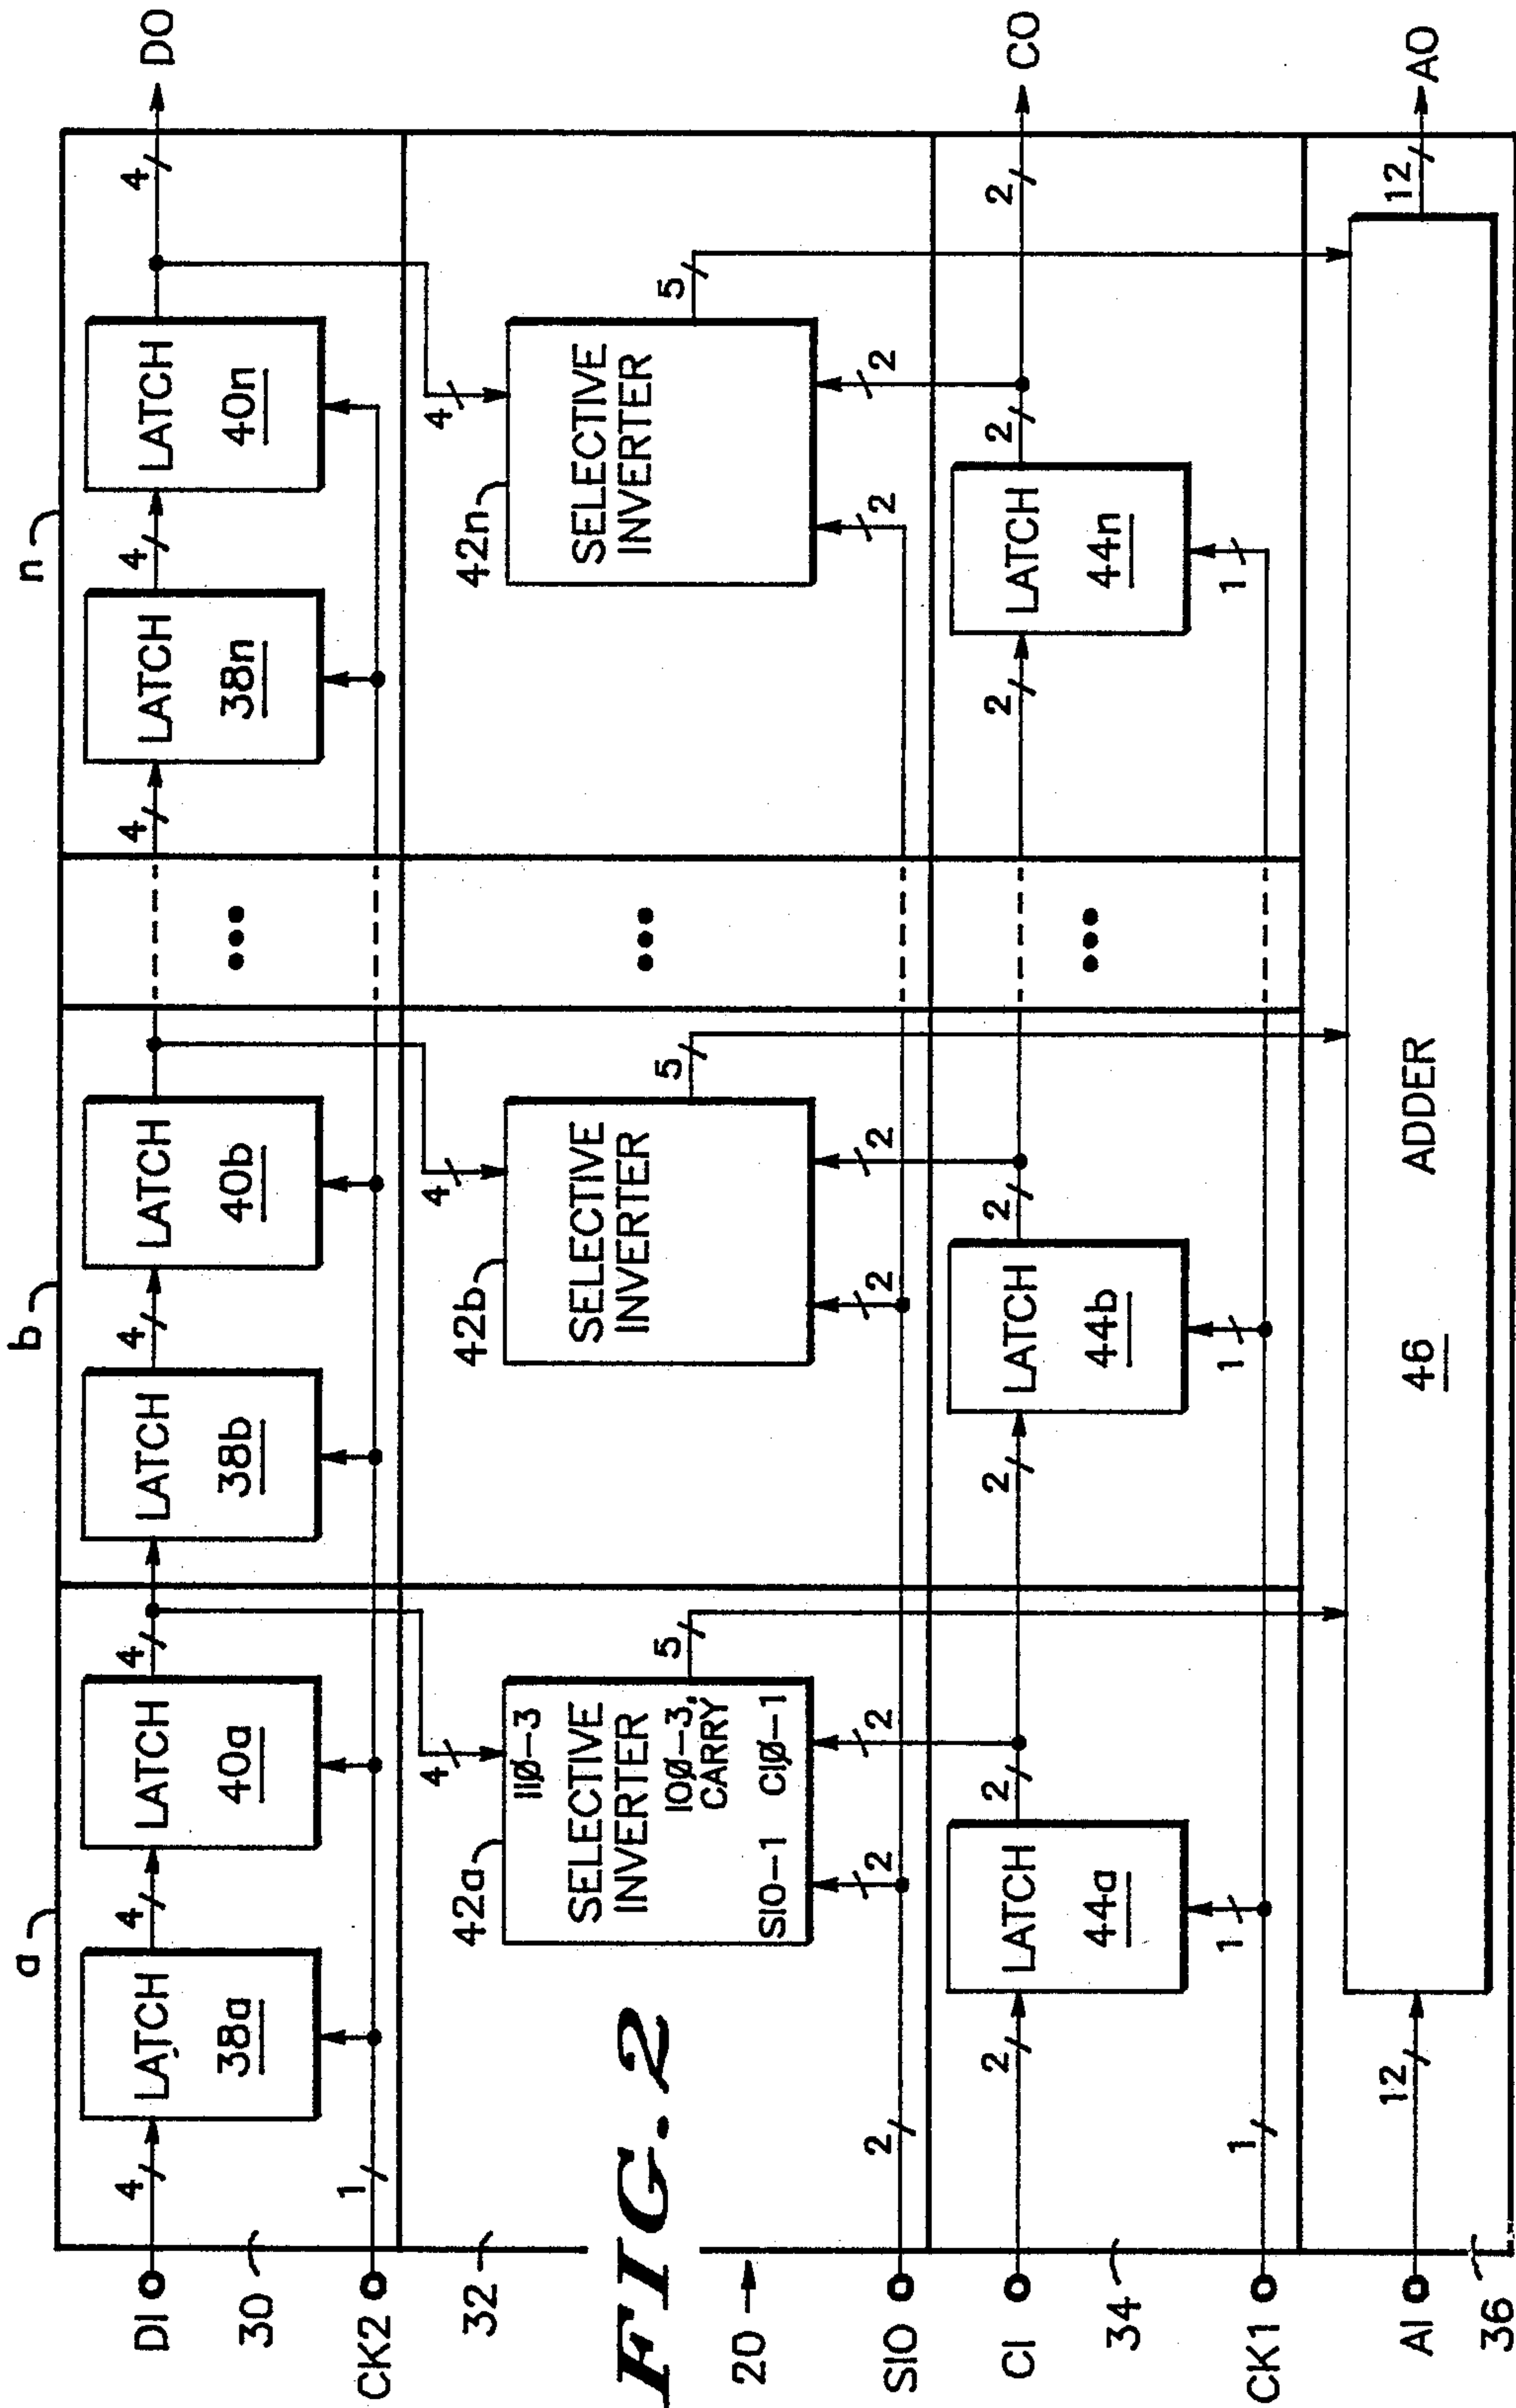 a b n
DI 4 LATCH 4 LATCH 4 LATCH 4 LATCH 4 LATCH 4 LATCH 4 DO
38a 40a 38b 40b 38n 40n
30
CK2 1
4 4 4
32 42a 42b 42n
I1Ø–3
SELECTIVE INVERTER
SELECTIVE INVERTER
SELECTIVE INVERTER
IOØ–3, CARRY
5 5 5
SIO–1 CIØ–1
FIG. 2
20
2 2 2 2 2 2
SIO 2
CI 2 LATCH 2 2 LATCH 2 2 LATCH 2 2 CO
44a 44b 44n
34
1 1 1
CK1 1
AI 12 46 ADDER 12 AO
36